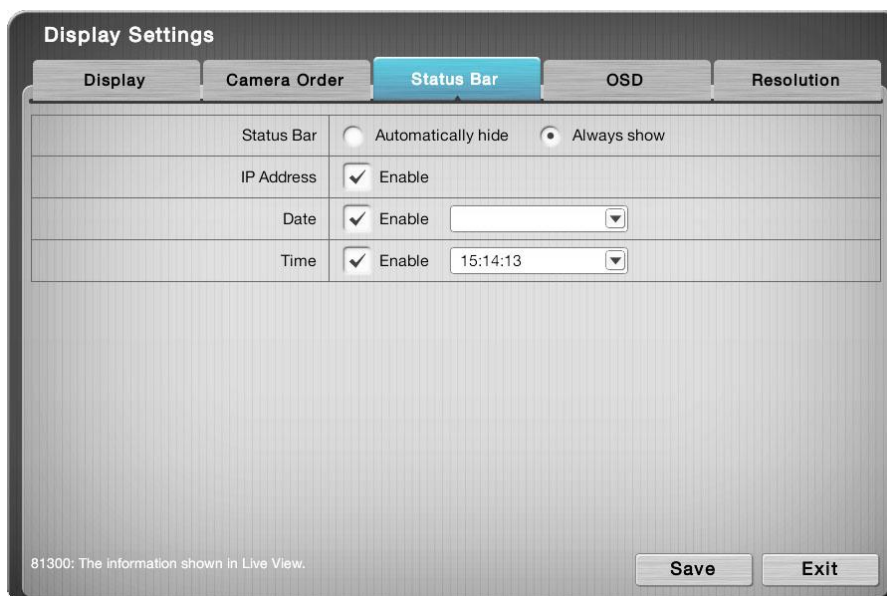 Display Settings
Display Camera Order Status Bar OSD Resolution
Status Bar Automatically hide Always show
IP Address Enable
Date Enable
Time Enable 15:14:13
81300: The information shown in Live View.
Save Exit